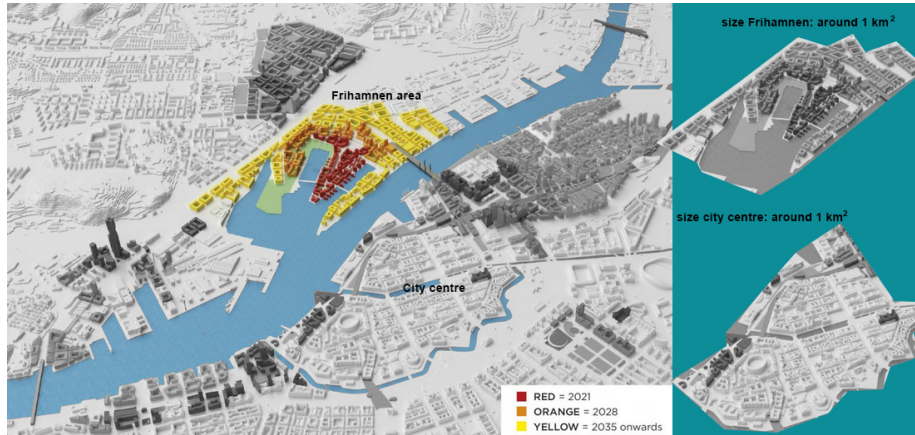 size Frihamnen: around 1 km²
Frihamnen area
size city centre: around 1 km²
City centre
RED = 2021
ORANGE = 2028
YELLOW = 2035 onwards